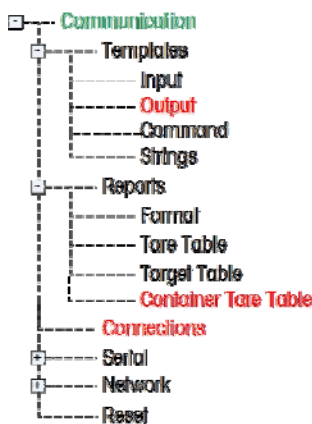 Communication
Templates
Input
Output
Command
Strings
Reports
Format
Tare Table
Target Table
Container Tare Table
Connections
Serial
Network
Reset